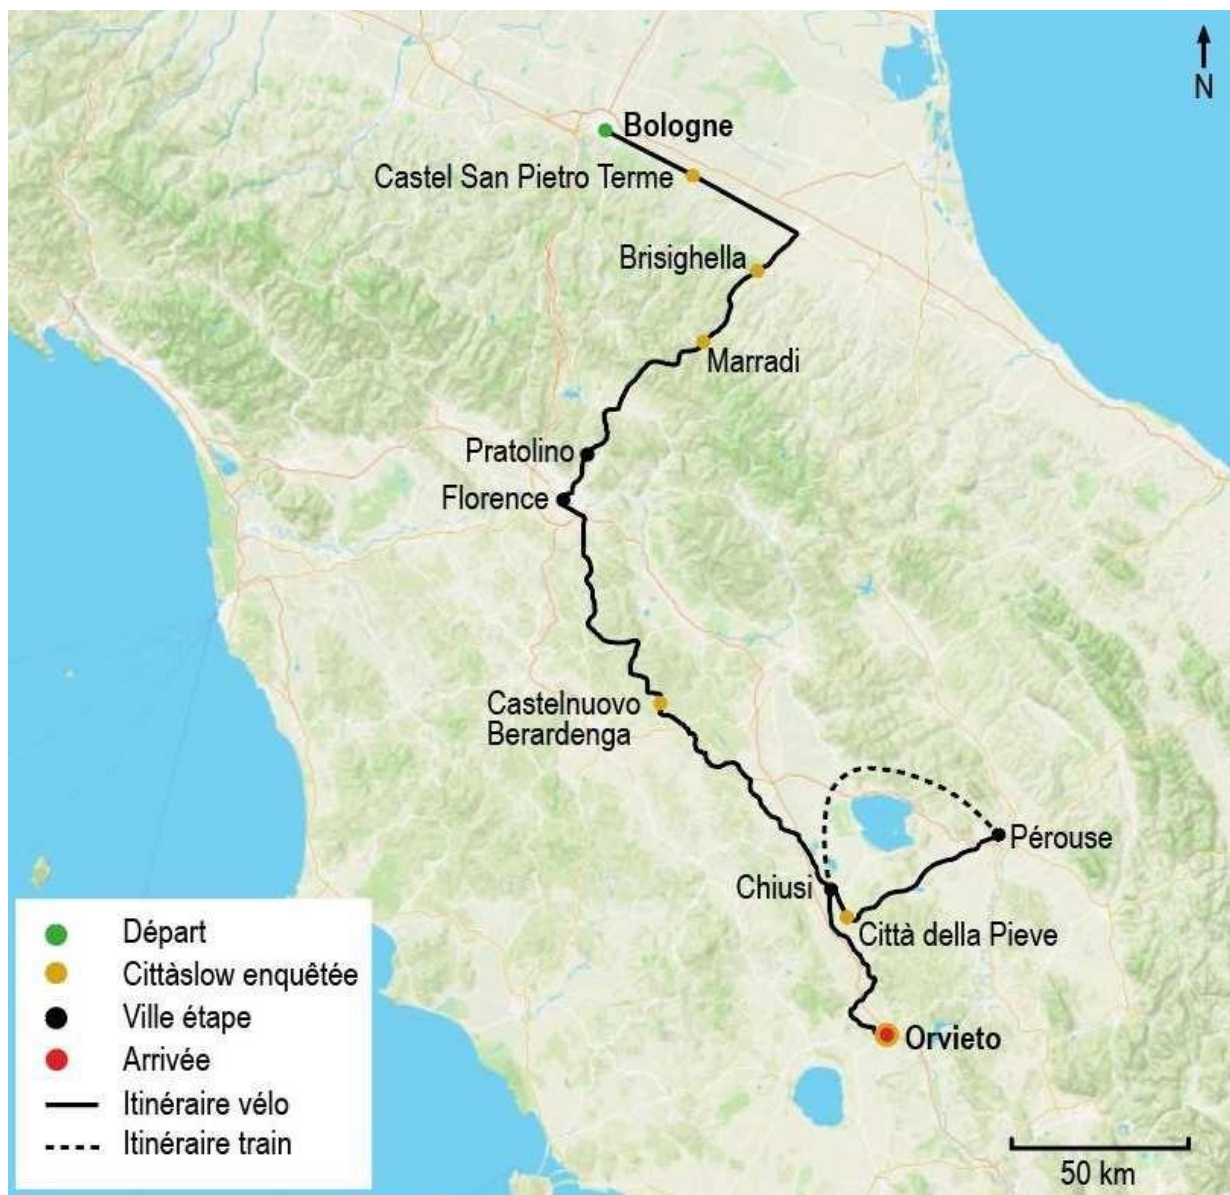 N
Bologne
Castel San Pietro Terme
Brisighella
Marradi
Pratolino
Florence
Castelnuovo
Berardenga
Pérouse
Chiusi
Città della Pieve
Orvieto
Départ
Cittàslow enquêtée
Ville étape
Arrivée
Itinéraire vélo
Itinéraire train
50 km